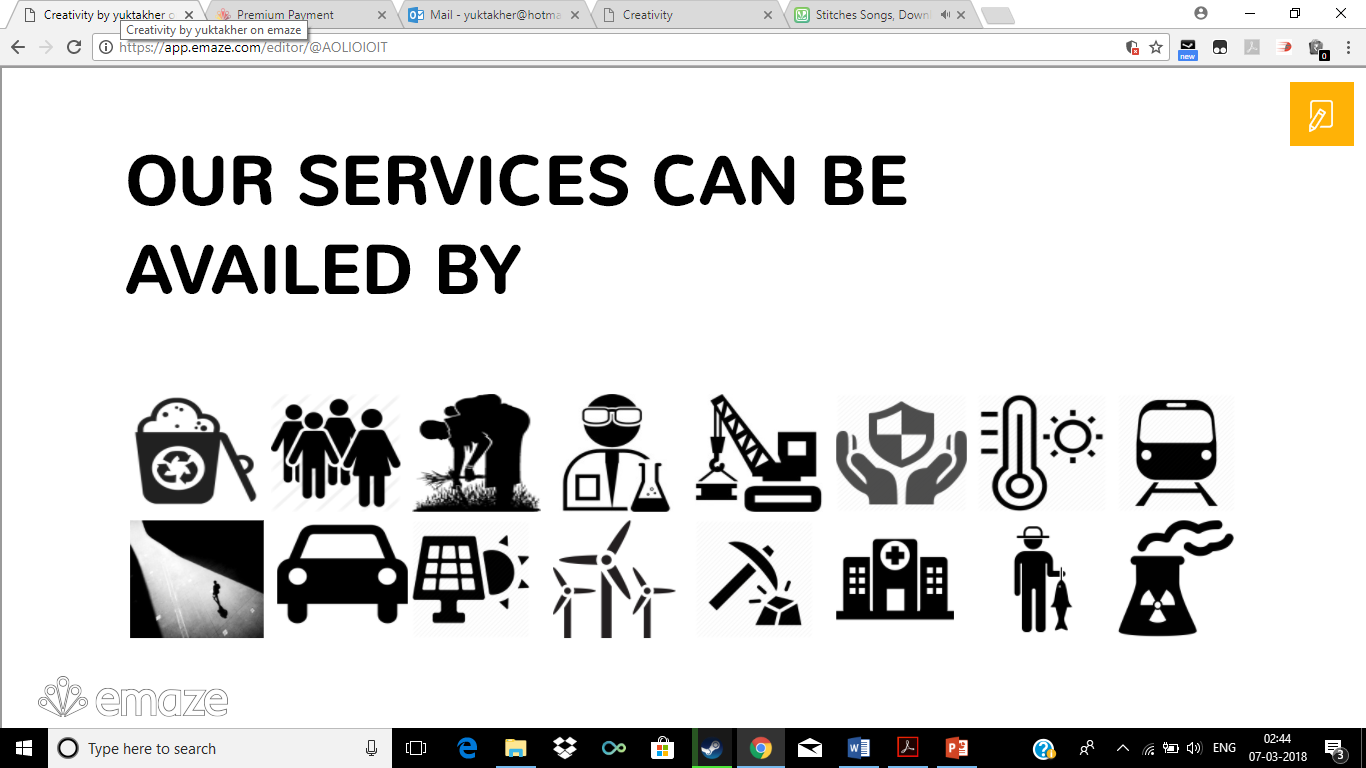 Creativity by yuktakher o
Premium Payment
Mail - yuktakher@hotma
Creativity
Stitches Songs, Downl
Creativity by yuktakher on emaze
https://app.emaze.com/editor/@AOLIOIOIT
new
0
OUR SERVICES CAN BE
AVAILED BY
emaze
Type here to search
ENG
02:44
07-03-2018
3